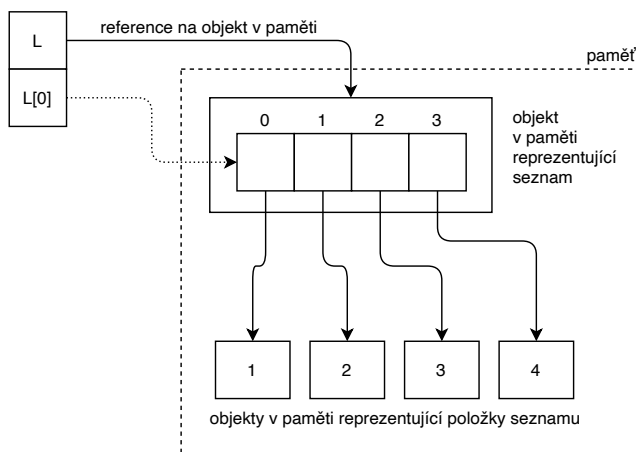 L
reference na objekt v paměti
paměť
L[0]
0 1 2 3
objekt
v paměti
reprezentující
seznam
1 2 3 4
objekty v paměti reprezentující položky seznamu